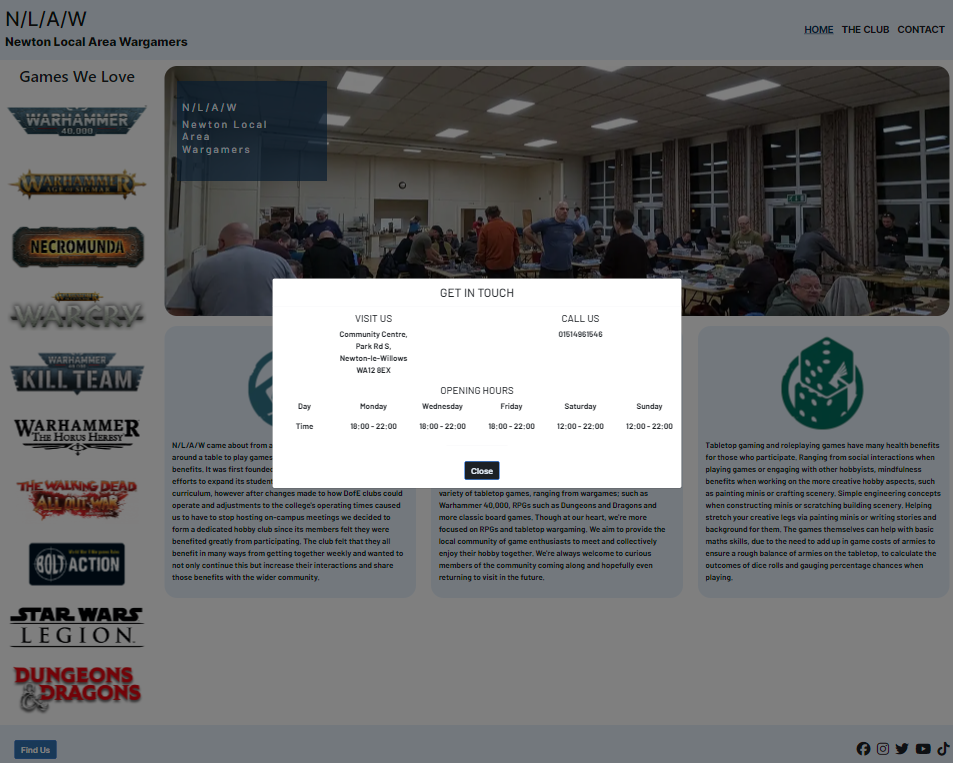 N/L/A/W
Newton Local Area Wargamers
HOME THE CLUB CONTACT
Games We Love
WARHAMMER
40,000
WARHAMMER
AGE OF SIGMAR
NECROMUNDA
WARCRY
WARHAMMER
KILL TEAM
WARHAMMER
THE HORUS HERESY
THE WALKING DEAD
ALL OUT WAR
BOLT ACTION
STAR WARS
LEGION
DUNGEONS
& DRAGONS
N/L/A/W
Newton Local
Area
Wargamers
GET IN TOUCH
VISIT US
Community Centre,
Park Rd S,
Newton-le-Willows
WA12 8EX
CALL US
01514961546
OPENING HOURS
Day Monday Wednesday Friday Saturday Sunday
Time 18:00 - 22:00 18:00 - 22:00 18:00 - 22:00 12:00 - 22:00 12:00 - 22:00
Close
N/L/A/W came about from a
around a table to play games
benefits. It was first founded
efforts to expand its student
curriculum, however after changes made to how DofE clubs could
operate and adjustments to the college's operating times caused
us to have to stop hosting on-campus meetings we decided to
form a dedicated hobby club since its members felt they were
benefited greatly from participating. The club felt that they all
benefit in many ways from getting together weekly and wanted to
not only continue this but increase their interactions and share
those benefits with the wider community.
variety of tabletop games, ranging from wargames; such as
Warhammer 40,000, RPGs such as Dungeons and Dragons and
more classic board games. Though at our heart, we're more
focused on RPGs and tabletop wargaming. We aim to provide the
local community of game enthusiasts to meet and collectively
enjoy their hobby together. We're always welcome to curious
members of the community coming along and hopefully even
returning to visit in the future.
Tabletop gaming and roleplaying games have many health benefits
for those who participate. Ranging from social interactions when
playing games or engaging with other hobbyists, mindfulness
benefits when working on the more creative hobby aspects, such
as painting minis or crafting scenery. Simple engineering concepts
when constructing minis or scratching building scenery. Helping
stretch your creative legs via painting minis or writing stories and
background for them. The games themselves can help with basic
maths skills, due to the need to add up in game costs of armies to
ensure a rough balance of armies on the tabletop, to calculate the
outcomes of dice rolls and gauging percentage chances when
playing.
Find Us